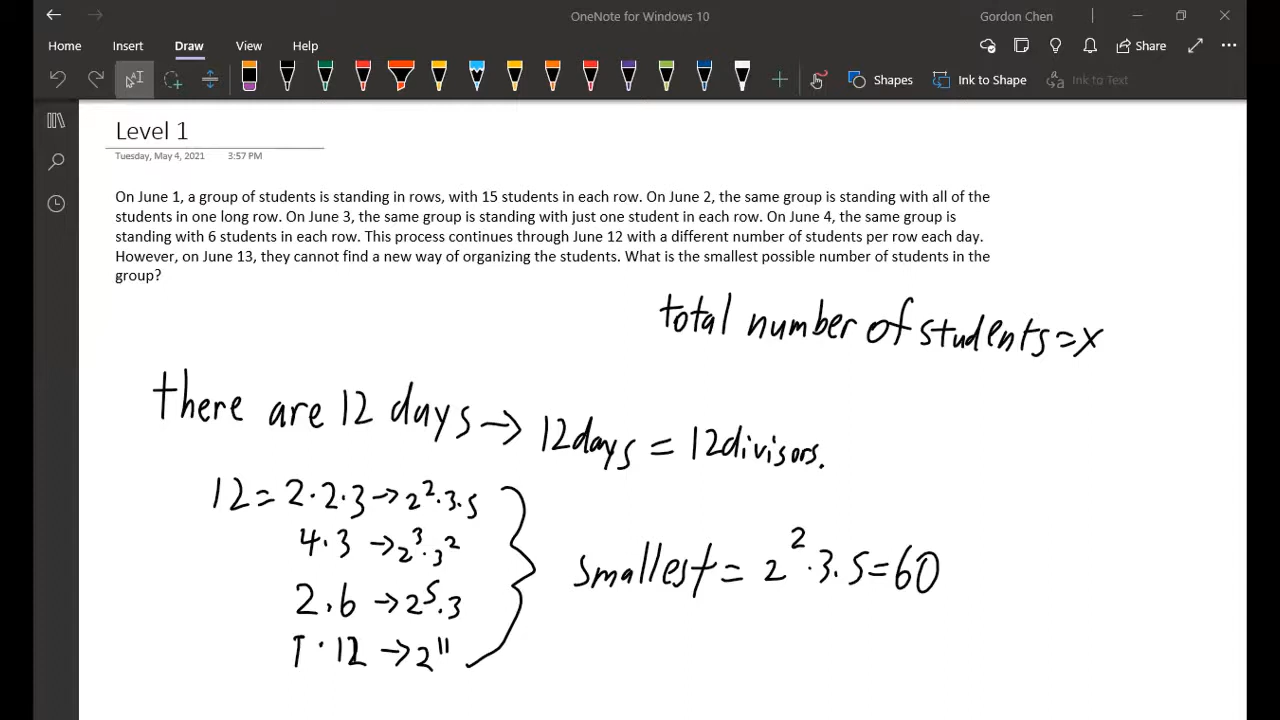 OneNote for Windows 10
Gordon Chen
Home Insert Draw View Help
Share
Shapes
Ink to Shape
Ink to Text
Level 1
Tuesday, May 4, 2021 3:57 PM
On June 1, a group of students is standing in rows, with 15 students in each row. On June 2, the same group is standing with all of the
students in one long row. On June 3, the same group is standing with just one student in each row. On June 4, the same group is
standing with 6 students in each row. This process continues through June 12 with a different number of students per row each day.
However, on June 13, they cannot find a new way of organizing the students. What is the smallest possible number of students in the
group?
total number of students = x
there are 12 days → 12 days = 12 divisors.
12 = 2·2·3 → 2²·3·5
4·3 → 2³·3²
smallest = 2²·3·5 = 60
2·6 → 2⁵·3
1·12 → 2¹¹